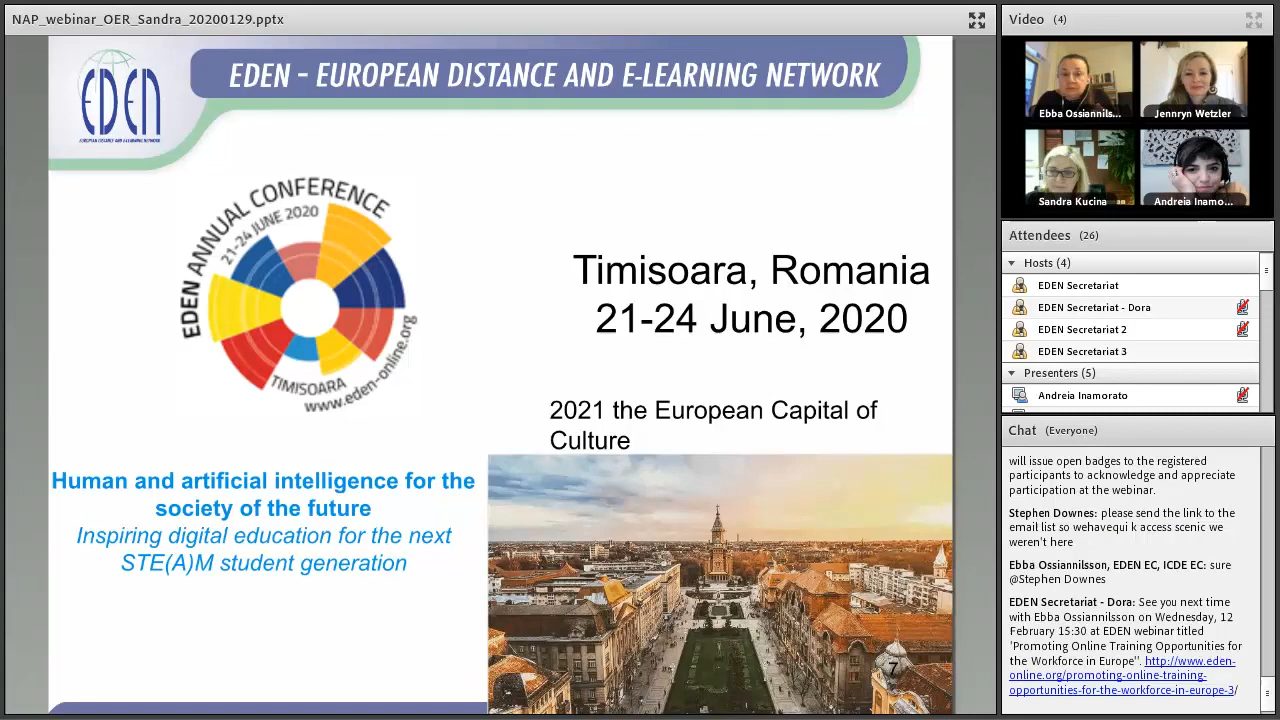 NAP_webinar_OER_Sandra_20200129.pptx
EDEN
EUROPEAN DISTANCE AND E-LEARNING NETWORK
EDEN - EUROPEAN DISTANCE AND E-LEARNING NETWORK
EDEN ANNUAL CONFERENCE
21-24 JUNE 2020
TIMISOARA
www.eden-online.org
Timisoara, Romania
21-24 June, 2020
2021 the European Capital of
Culture
Human and artificial intelligence for the
society of the future
Inspiring digital education for the next
STE(A)M student generation
7
Video (4)
Ebba Ossiannils...
Jennryn Wetzler
Sandra Kucina
Andreia Inamo...
Attendees (26)
Hosts (4)
EDEN Secretariat
EDEN Secretariat - Dora
EDEN Secretariat 2
EDEN Secretariat 3
Presenters (5)
Andreia Inamorato
Chat (Everyone)
will issue open badges to the registered
participants to acknowledge and appreciate
participation at the webinar.
Stephen Downes: please send the link to the
email list so wehavequi k access scenic we
weren't here
Ebba Ossiannilsson, EDEN EC, ICDE EC: sure
@Stephen Downes
EDEN Secretariat - Dora: See you next time
with Ebba Ossiannilsson on Wednesday, 12
February 15:30 at EDEN webinar titled
'Promoting Online Training Opportunities for
the Workforce in Europe". http://www.eden-
online.org/promoting-online-training-
opportunities-for-the-workforce-in-europe-3/